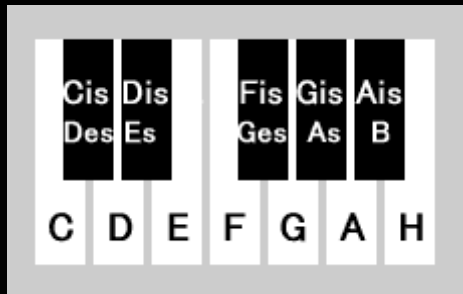 Cis Dis Fis Gis Ais
Des Es Ges As B
C D E F G A H